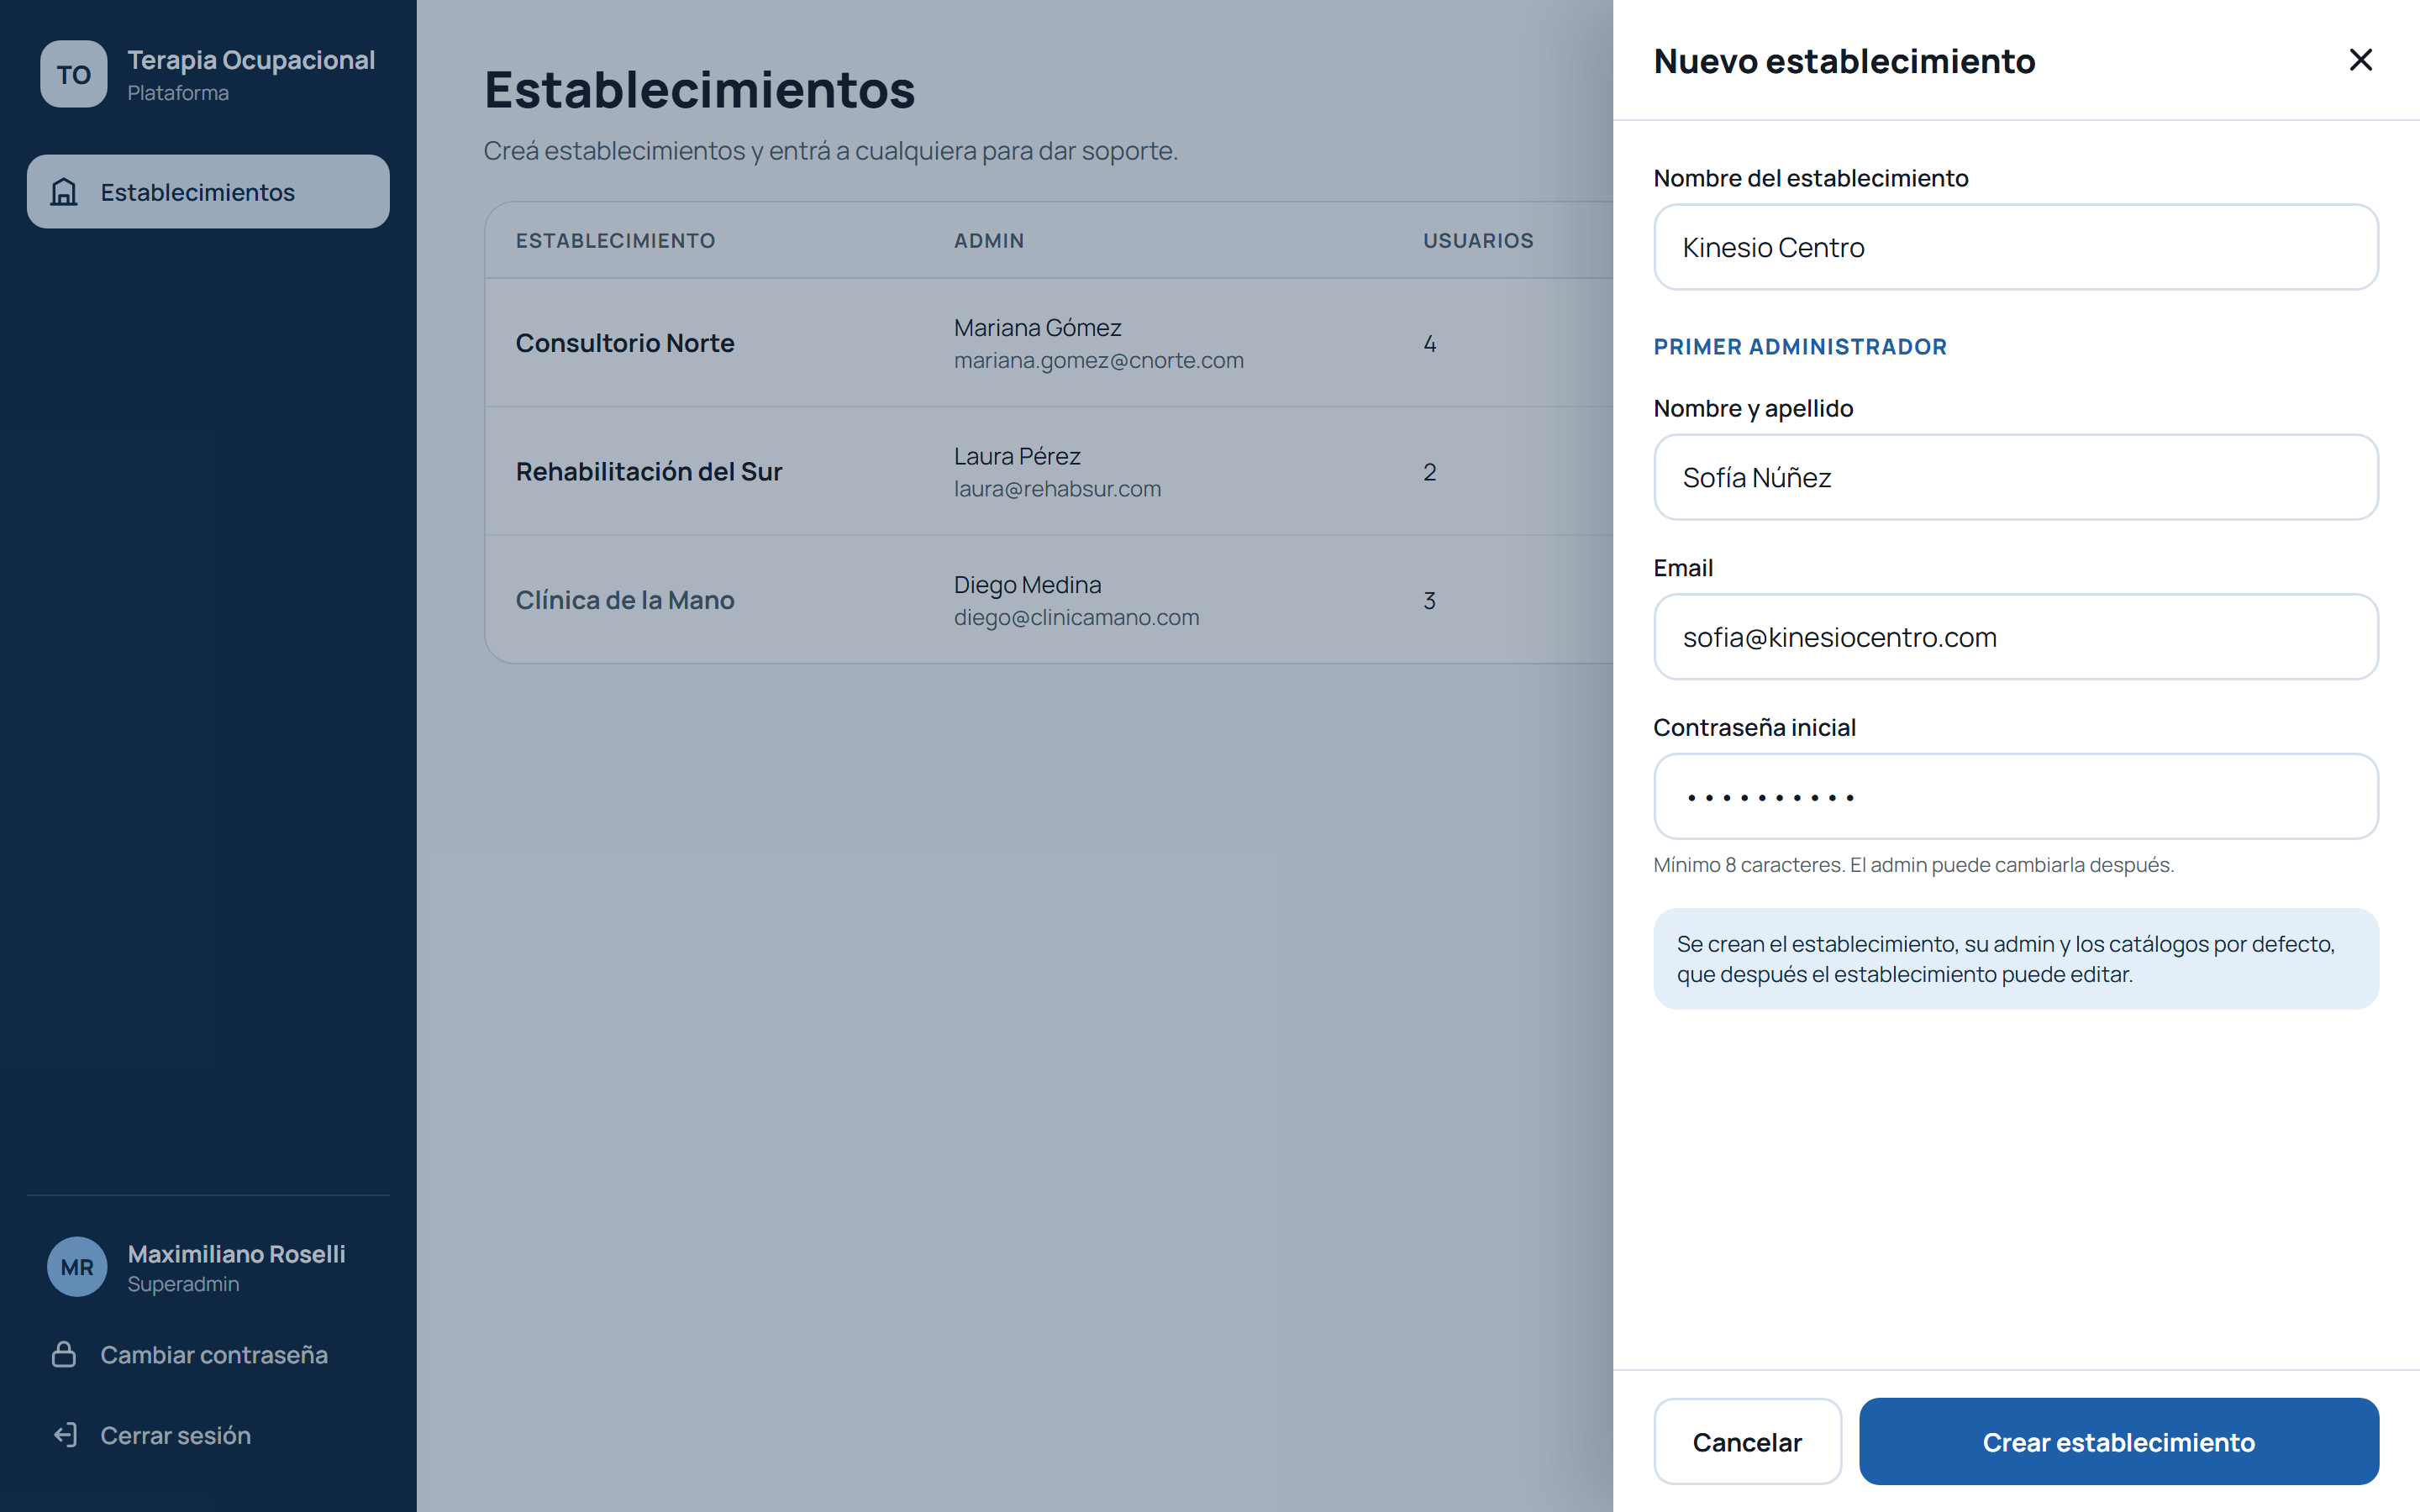 TO
Terapia Ocupacional
Plataforma
Establecimientos
Maximiliano Roselli
MR
Superadmin
Cambiar contraseña
Cerrar sesión
Establecimientos
Creá establecimientos y entrá a cualquiera para dar soporte.
ESTABLECIMIENTO ADMIN USUARIOS
Consultorio Norte
Mariana Gómez
mariana.gomez@cnorte.com
4
Rehabilitación del Sur
Laura Pérez
laura@rehabsur.com
2
Clínica de la Mano
Diego Medina
diego@clinicamano.com
3
Nuevo establecimiento
Nombre del establecimiento
Kinesio Centro
PRIMER ADMINISTRADOR
Nombre y apellido
Sofía Núñez
Email
sofia@kinesiocentro.com
Contraseña inicial
••••••••••
Mínimo 8 caracteres. El admin puede cambiarla después.
Se crean el establecimiento, su admin y los catálogos por defecto,
que después el establecimiento puede editar.
Cancelar
Crear establecimiento